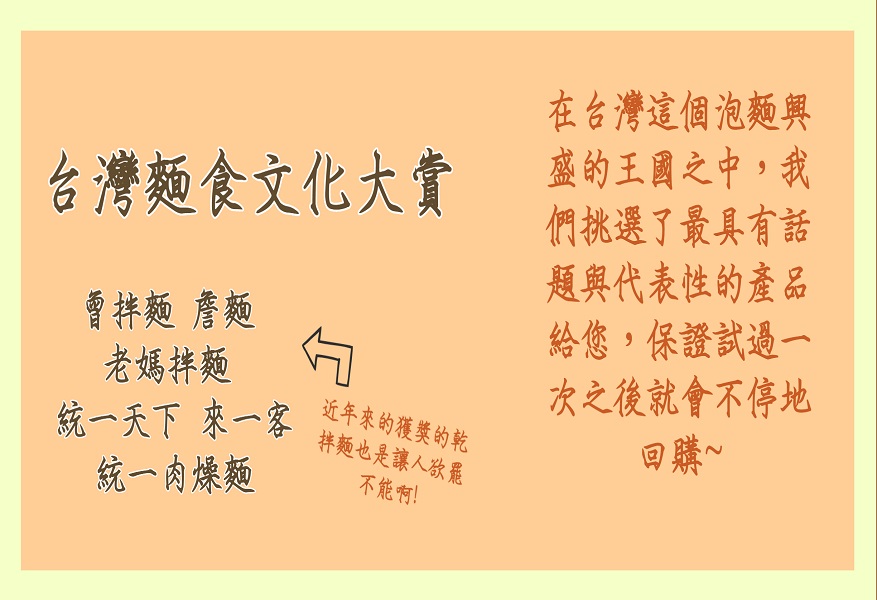 台灣麵食文化大賞
曾拌麵 詹麵
老媽拌麵
統一天下 來一客
統一肉燥麵
近年來的獲獎的乾
拌麵也是讓人欲罷
不能啊!
在台灣這個泡麵興
盛的王國之中，我
們挑選了最具有話
題與代表性的產品
給您，保證試過一
次之後就會不停地
回購~